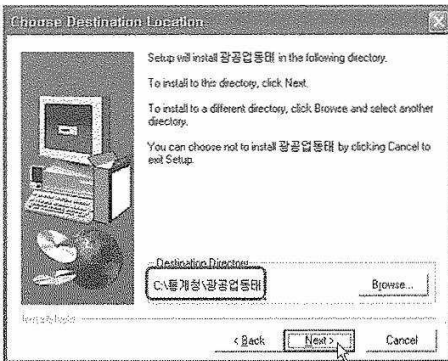 Choose Destination Location
Setup will install 광공업동태 in the following directory.
To install to this directory, click Next.
To install to a different directory, click Browse and select another
directory.
You can choose not to install 광공업동태 by clicking Cancel to
exit Setup.
Destination Directory
C:\통계청\광공업동태
Browse...
InstallShield
< Back
Next >
Cancel